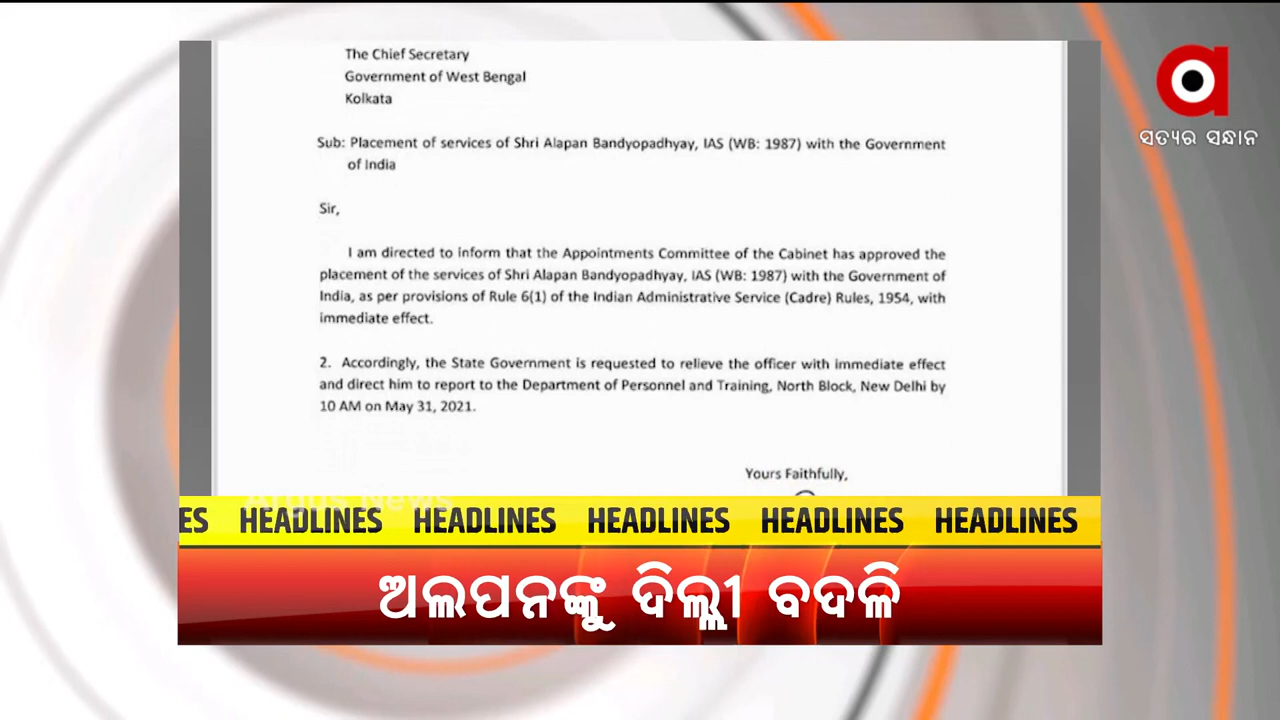 The Chief Secretary
Government of West Bengal
Kolkata
Sub: Placement of services of Shri Alapan Bandyopadhyay, IAS (WB: 1987) with the Government
of India
Sir,
I am directed to inform that the Appointments Committee of the Cabinet has approved the
placement of the services of Shri Alapan Bandyopadhyay, IAS (WB: 1987) with the Government of
India, as per provisions of Rule 6(1) of the Indian Administrative Service (Cadre) Rules, 1954, with
immediate effect.
2. Accordingly, the State Government is requested to relieve the officer with immediate effect
and direct him to report to the Department of Personnel and Training, North Block, New Delhi by
10 AM on May 31, 2021.
Yours Faithfully,
ସତ୍ୟର ସନ୍ଧାନ
Argus News
ES HEADLINES HEADLINES HEADLINES HEADLINES HEADLINES
ଅଲପନଙ୍କୁ ଦିଲ୍ଲୀ ବଦଳି